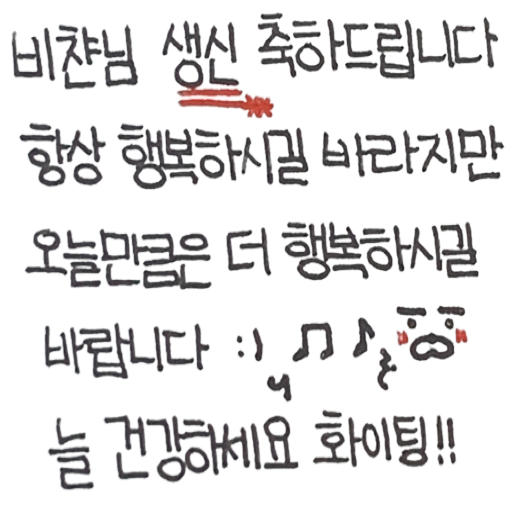 비챤님 생신 축하드립니다
항상 행복하시길 바라지만
오늘만큼은 더 행복하시길
바랍니다 :) ♫ ♪
늘 건강하세요 화이팅!!